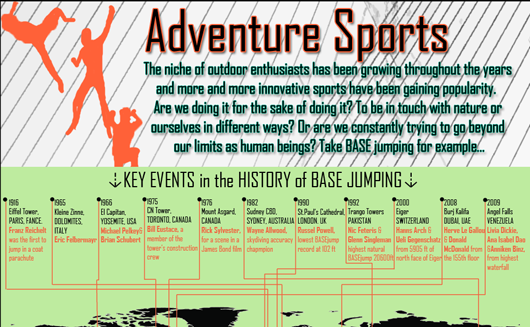 Adventure Sports
The niche of outdoor enthusiasts has been growing throughout the years
and more and more innovative sports have been gaining popularity.
Are we doing it for the sake of doing it? To be in touch with nature or
ourselves in different ways? Or are we constantly trying to go beyond
our limits as human beings? Take BASE jumping for example...
KEY EVENTS in the HISTORY of BASE JUMPING
1916
Eiffel Tower,
PARIS, FANCE.
Franz Reichelt
was the first to
jump in a coat
parachute
1965
Kleine Zinne,
DOLOMITES,
ITALY
Eric Felbermayr
1966
El Capitan,
YOSEMITE, USA
Michael Pelkey&
Brian Schubert
1975
CN Tower,
TORONTO, CANADA
Bill Eustace, a
member of the
tower's constraction
crew
1976
Mount Asgard,
CANADA
Rick Sylvester,
for a scene in a
James Bond film
1982
Sudney CBD,
SYDNEY, AUSTRALIA
Wayne Allwood,
skydiving accuracy
champion
1990
St.Paul's Cathedral,
LONDON, UK
Russel Powell,
lowest BASEjump
record at 102 ft
1992
Trango Towers
PAKISTAN
Nic Feteris &
Glenn Singleman
highest natural
BASEjump 20600ft
2000
Eiger
SWITZERLAND
Hannes Arch &
Ueli Gegenschatz
from 5905 ft of
north face of Eiger
2008
Burj Kalifa
DUBAI, UAE
Herve Le Gallou
& Donald
McDonald from
the 155th floor
2009
Angel Falls
VENEZUELA
Livia Dickie,
Ana Isabel Dao
&Anniken Binz,
from highest
waterfall